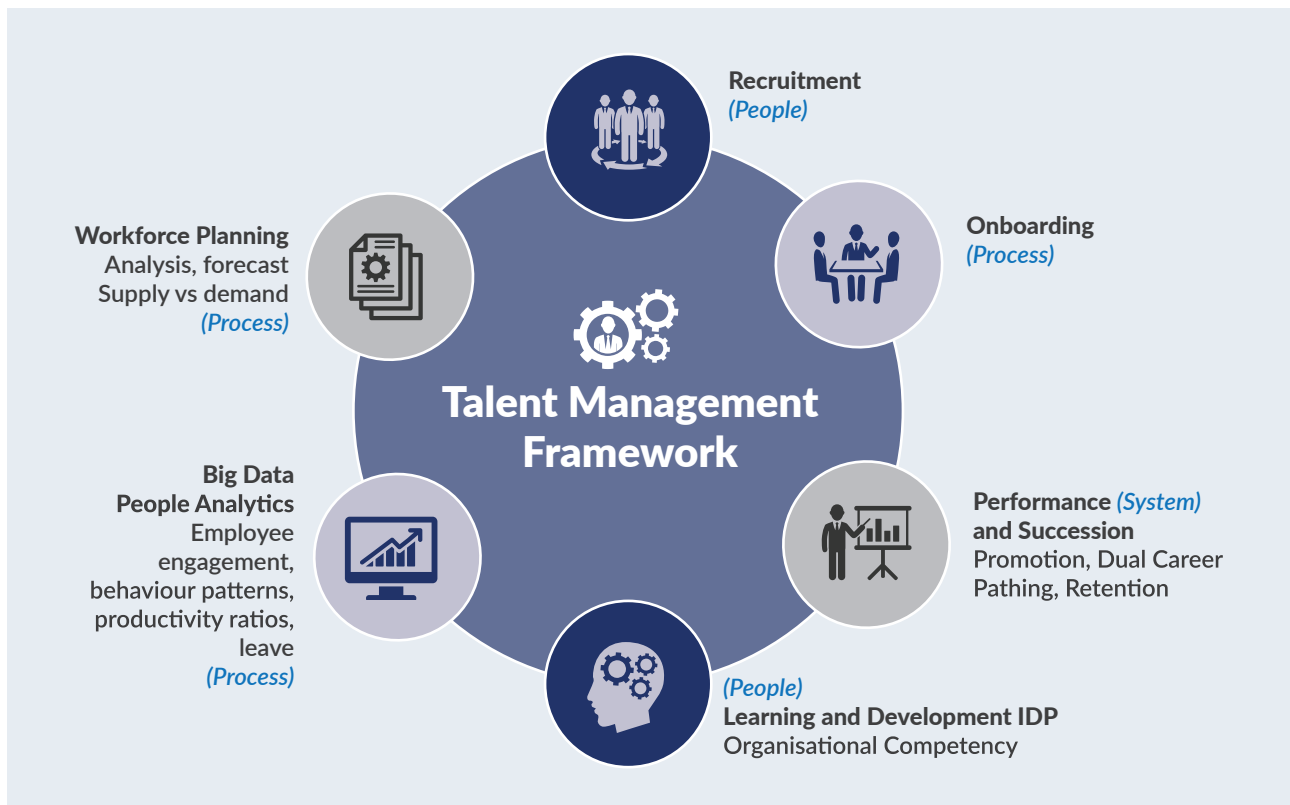 Recruitment
(People)
Onboarding
(Process)
Performance (System)
and Succession
Promotion, Dual Career
Pathing, Retention
(People)
Learning and Development IDP
Organisational Competency
Big Data
People Analytics
Employee
engagement,
behaviour patterns,
productivity ratios,
leave
(Process)
Workforce Planning
Analysis, forecast
Supply vs demand
(Process)
Talent Management
Framework